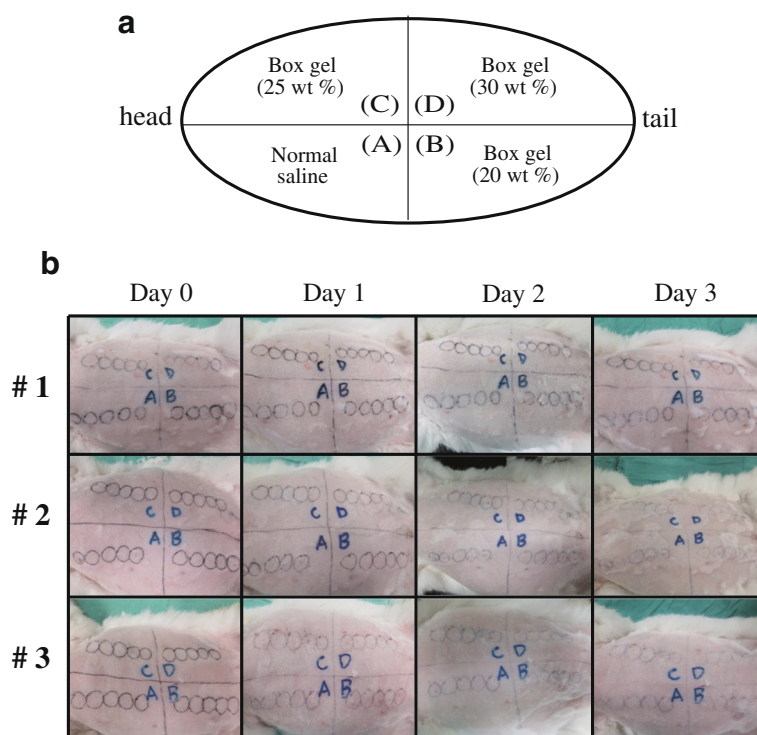 a
Box gel
(25 wt %)
Box gel
(30 wt %)
(C) (D)
head
tail
(A) (B)
Normal
saline
Box gel
(20 wt %)
b
Day 0 Day 1 Day 2 Day 3
# 1
C D
A B
C D
A B
C D
A B
C D
A B
# 2
C D
A B
C D
A B
C D
A B
C D
A B
# 3
C D
A B
C D
A B
C D
A B
C D
A B